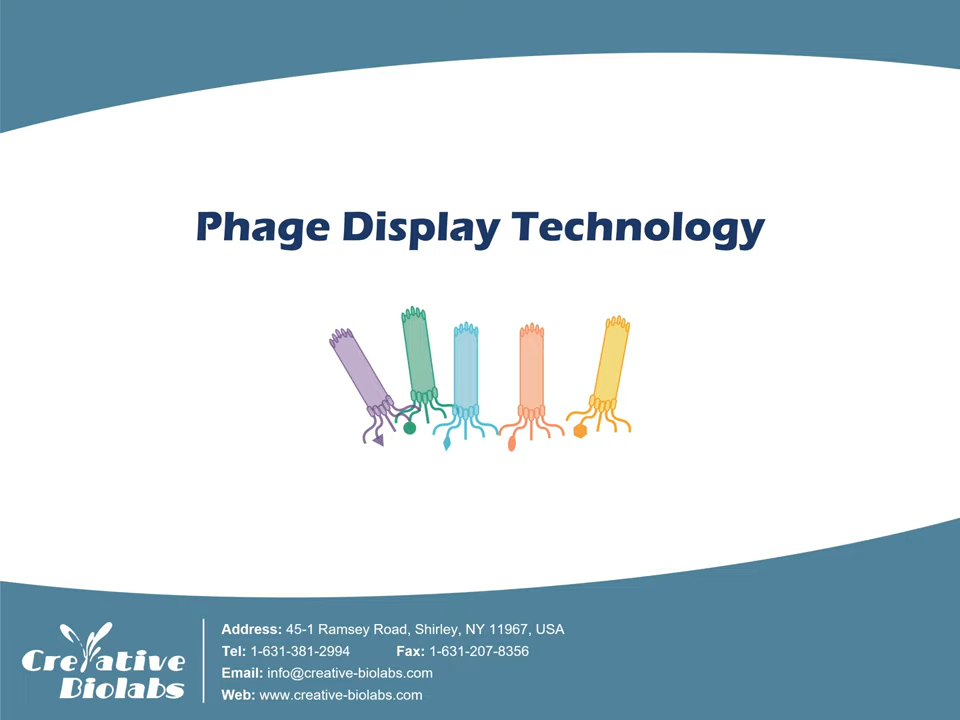 Phage Display Technology
Creative
Biolabs
Address: 45-1 Ramsey Road, Shirley, NY 11967, USA
Tel: 1-631-381-2994 Fax: 1-631-207-8356
Email: info@creative-biolabs.com
Web: www.creative-biolabs.com